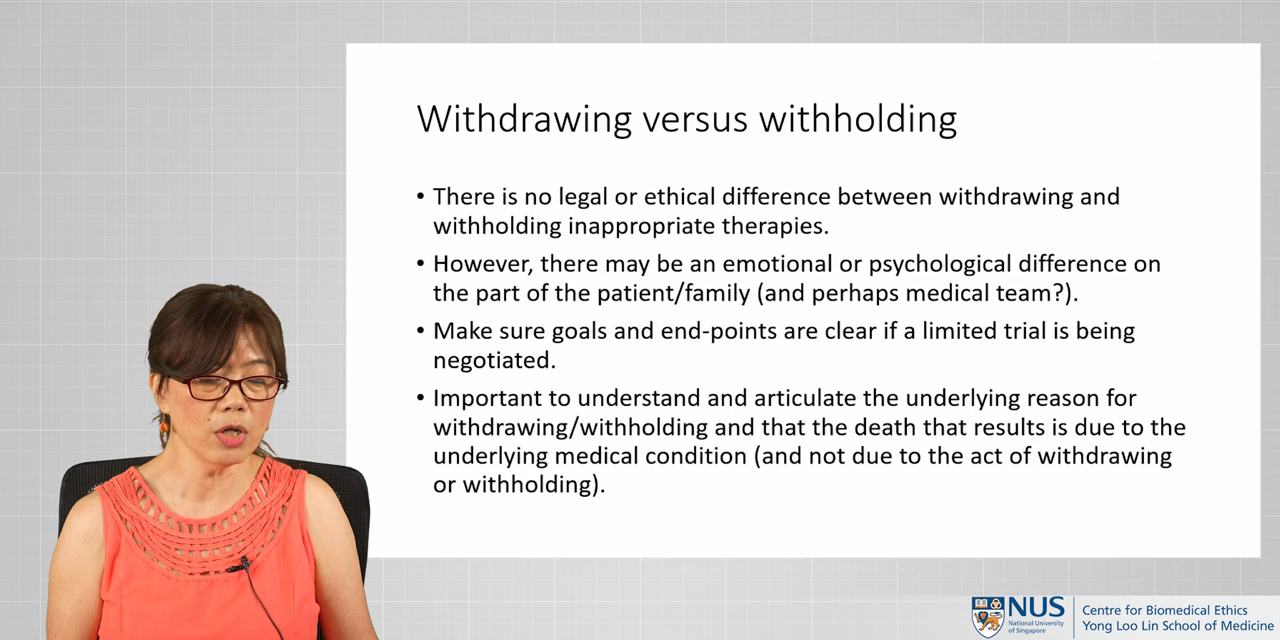 Withdrawing versus withholding
• There is no legal or ethical difference between withdrawing and
withholding inappropriate therapies.
• However, there may be an emotional or psychological difference on
the part of the patient/family (and perhaps medical team?).
• Make sure goals and end-points are clear if a limited trial is being
negotiated.
• Important to understand and articulate the underlying reason for
withdrawing/withholding and that the death that results is due to the
underlying medical condition (and not due to the act of withdrawing
or withholding).
NUS
National University
of Singapore
Centre for Biomedical Ethics
Yong Loo Lin School of Medicine